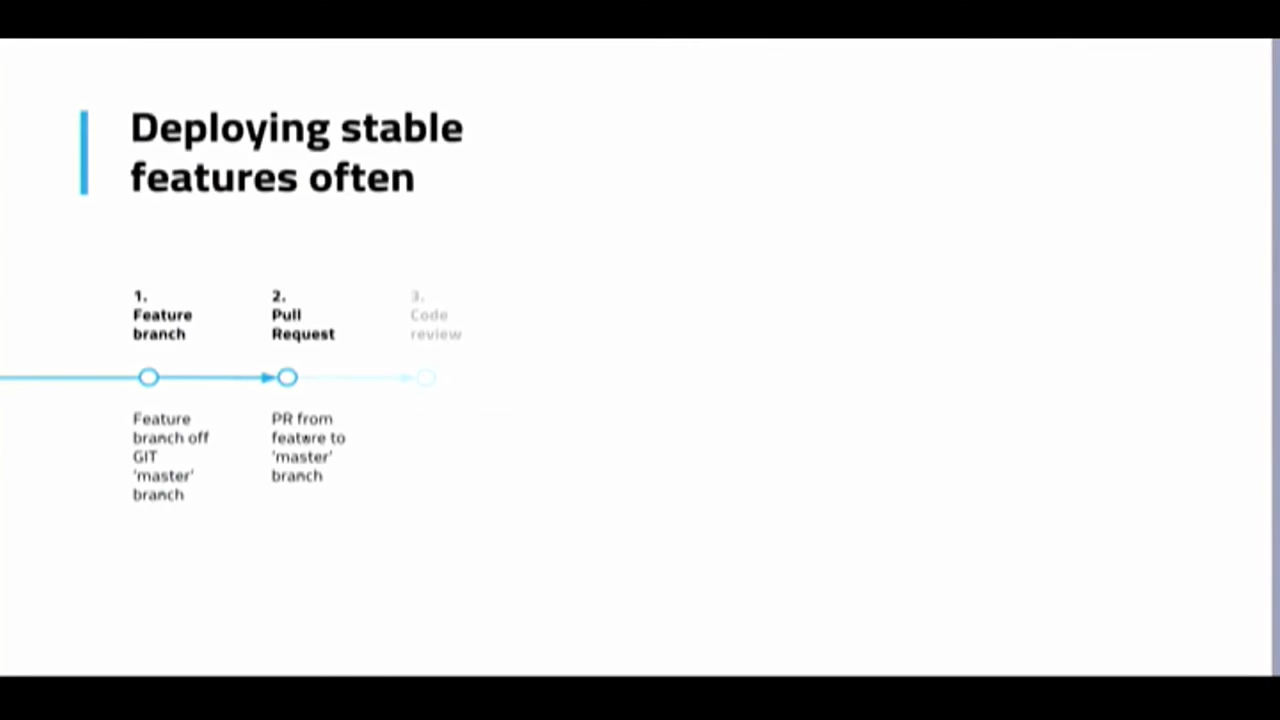 Deploying stable
features often
1.
Feature
branch
2.
Pull
Request
3.
Code
review
Feature
branch off
GIT
'master'
branch
PR from
feature to
'master'
branch